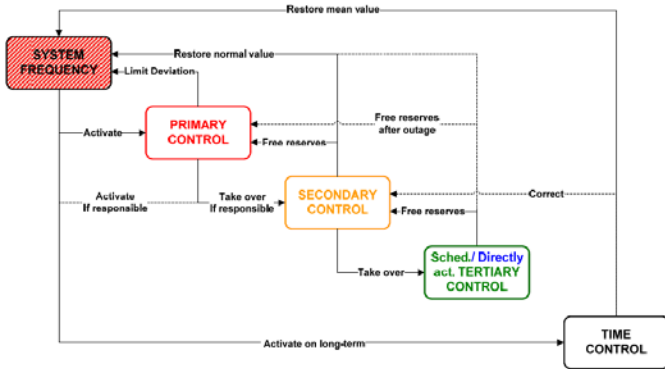 Restore mean value
SYSTEM
FREQUENCY
Restore normal value
Limit Deviation
PRIMARY
CONTROL
Activate
Free reserves
after outage
Free reserves
Activate
If responsible
Take over
If responsible
SECONDARY
CONTROL
Correct
Free reserves
Take over
Sched./ Directly
act. TERTIARY
CONTROL
Activate on long-term
TIME
CONTROL